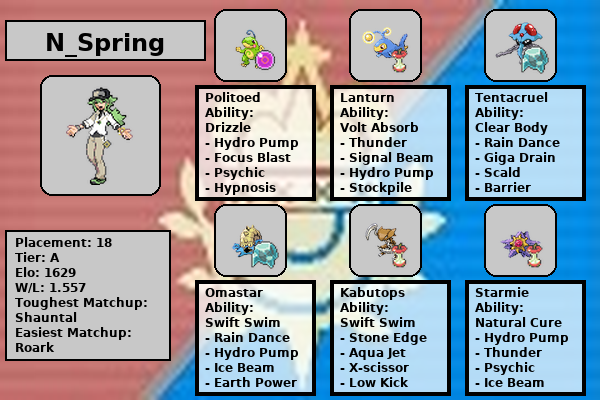 N_Spring
Placement: 18
Tier: A
Elo: 1629
W/L: 1.557
Toughest Matchup:
Shauntal
Easiest Matchup:
Roark
Politoed
Ability:
Drizzle
- Hydro Pump
- Focus Blast
- Psychic
- Hypnosis
Lanturn
Ability:
Volt Absorb
- Thunder
- Signal Beam
- Hydro Pump
- Stockpile
Tentacruel
Ability:
Clear Body
- Rain Dance
- Giga Drain
- Scald
- Barrier
Omastar
Ability:
Swift Swim
- Rain Dance
- Hydro Pump
- Ice Beam
- Earth Power
Kabutops
Ability:
Swift Swim
- Stone Edge
- Aqua Jet
- X-scissor
- Low Kick
Starmie
Ability:
Natural Cure
- Hydro Pump
- Thunder
- Psychic
- Ice Beam